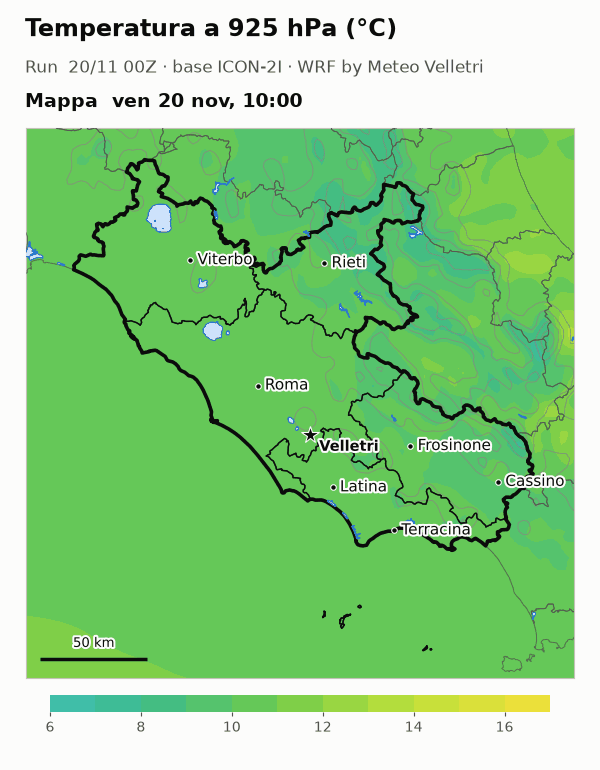 Temperatura a 925 hPa (°C)
Run  20/11 00Z · base ICON-2I · WRF by Meteo Velletri
Mappa  ven 20 nov, 10:00
Viterbo
Rieti
Roma
Velletri
Frosinone
Latina
Cassino
Terracina
50 km
6 8 10 12 14 16